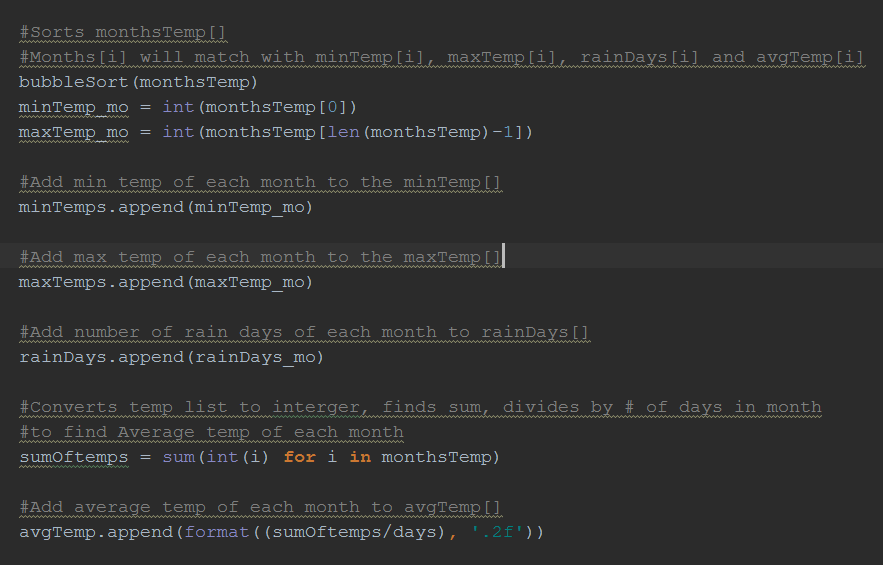 #Sorts monthsTemp[]
#Months[i] will match with minTemp[i], maxTemp[i], rainDays[i] and avgTemp[i]
bubbleSort(monthsTemp)
minTemp_mo = int(monthsTemp[0])
maxTemp_mo = int(monthsTemp[len(monthsTemp)-1])
#Add min temp of each month to the minTemp[]
minTemps.append(minTemp_mo)
#Add max temp of each month to the maxTemp[]
maxTemps.append(maxTemp_mo)
#Add number of rain days of each month to rainDays[]
rainDays.append(rainDays_mo)
#Converts temp list to interger, finds sum, divides by # of days in month
#to find Average temp of each month
sumOftemps = sum(int(i) for i in monthsTemp)
#Add average temp of each month to avgTemp[]
avgTemp.append(format((sumOftemps/days), '.2f'))